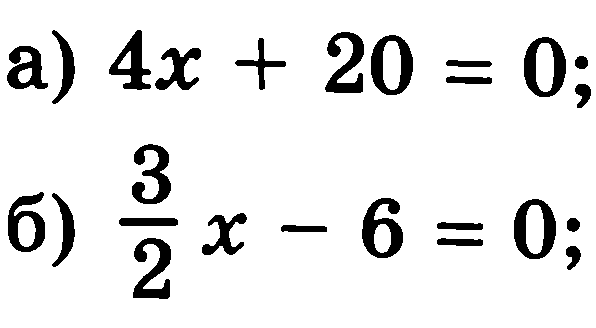 а) 4x + 20 = 0;
б) 3/2 x − 6 = 0;